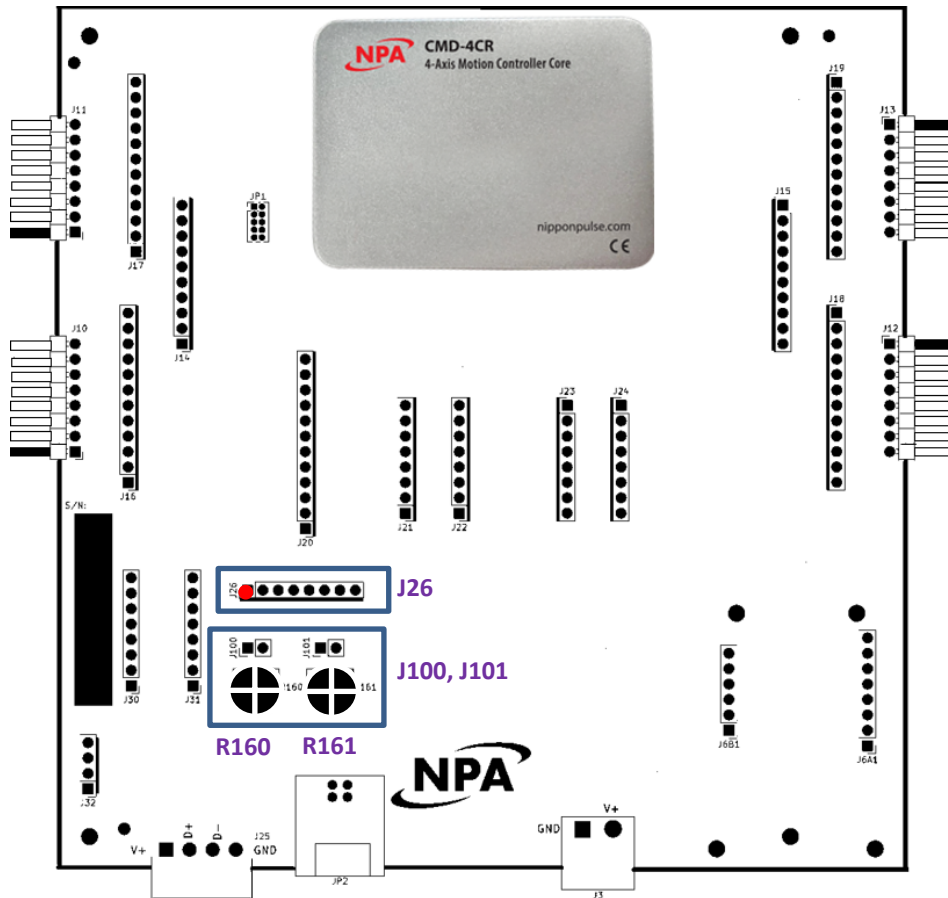 NPA
CMD-4CR
4-Axis Motion Controller Core
nipponpulse.com
CE
J11
J17
JP1
J14
J19
J13
J15
J10
J16
J18
J12
J20
J21
J22
J23
J24
S/N:
J26
J26
J30
J31
J100
J101
J100, J101
J160
J161
R160
R161
J32
J6B1
J6A1
NPA
V+
D+
D-
J25
GND
JP2
GND
V+
J3